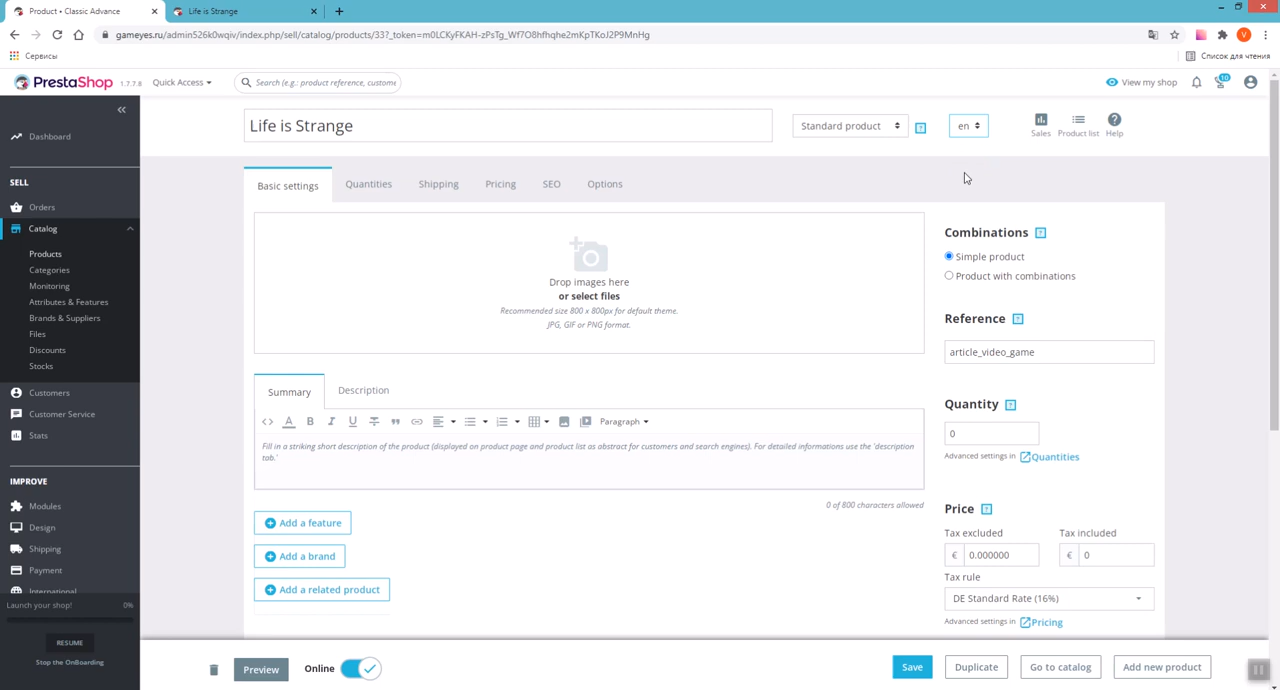 Product • Classic Advance
Life is Strange
gameyes.ru/admin526k0wqiv/index.php/sell/catalog/products/33?_token=m0LCKyFKAH-zPsTg_Wf7O8hfhqhe2mKpTKoJ2P9MnHg
V
Сервисы
Список для чтения
PrestaShop 1.7.7.8
Quick Access
Search (e.g.: product reference, custome
View my shop
10
Life is Strange
Standard product
?
en
Sales
Product list
Help
Dashboard
SELL
Orders
Catalog
Products
Categories
Monitoring
Attributes & Features
Brands & Suppliers
Files
Discounts
Stocks
Customers
Customer Service
Stats
IMPROVE
Modules
Design
Shipping
Payment
International
Launch your shop! 0%
RESUME
Stop the OnBoarding
Basic settings
Quantities
Shipping
Pricing
SEO
Options
Drop images here
or select files
Recommended size 800 x 800px for default theme.
JPG, GIF or PNG format.
Summary
Description
Paragraph
Fill in a striking short description of the product (displayed on product page and product list as abstract for customers and search engines). For detailed informations use the 'description
tab.'
0 of 800 characters allowed
Add a feature
Add a brand
Add a related product
Combinations ?
Simple product
Product with combinations
Reference ?
article_video_game
Quantity ?
0
Advanced settings in Quantities
Price ?
Tax excluded Tax included
€ 0.000000 € 0
Tax rule
DE Standard Rate (16%)
Advanced settings in Pricing
Preview
Online
Save
Duplicate
Go to catalog
Add new product